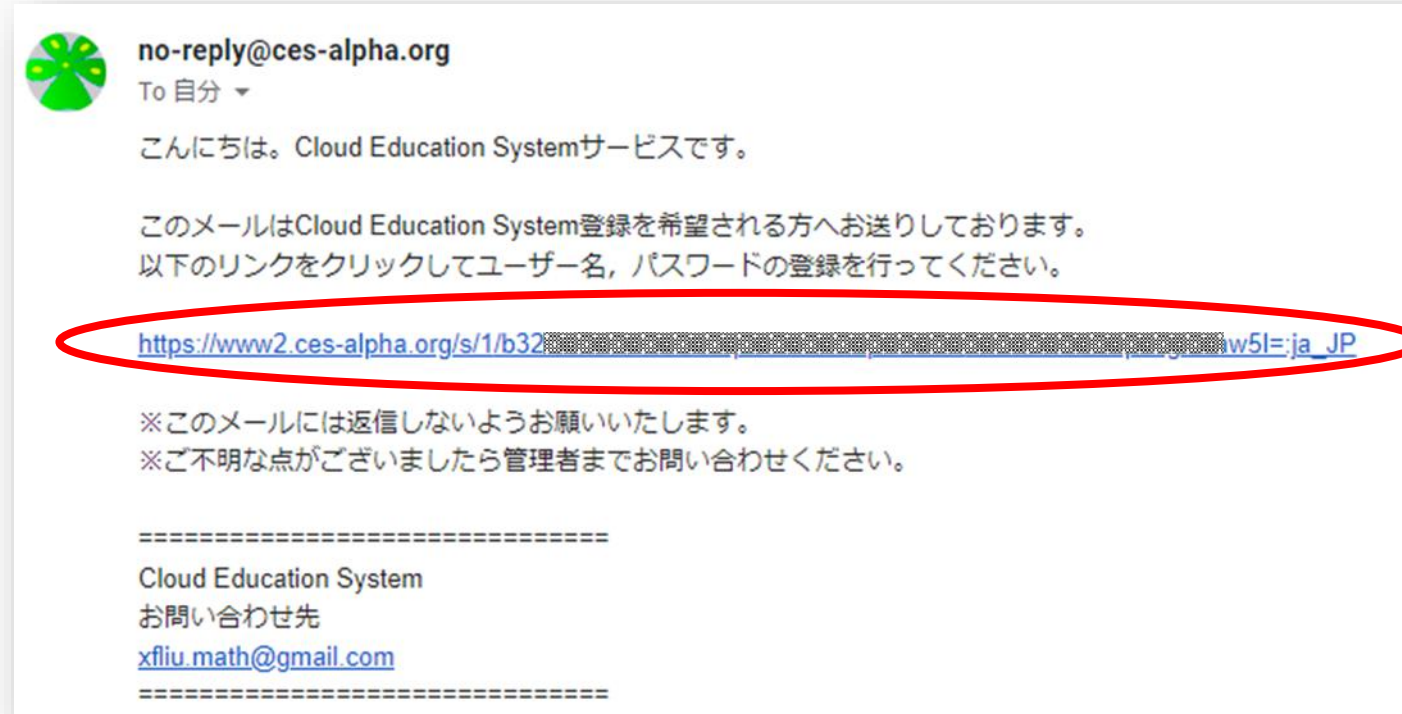 no-reply@ces-alpha.org
To 自分
こんにちは。Cloud Education Systemサービスです。
このメールはCloud Education System登録を希望される方へお送りしております。
以下のリンクをクリックしてユーザー名，パスワードの登録を行ってください。
https://www2.ces-alpha.org/s/1/b32 w5I=:ja_JP
※このメールには返信しないようお願いいたします。
※ご不明な点がございましたら管理者までお問い合わせください。
================================
Cloud Education System
お問い合わせ先
xfliu.math@gmail.com
================================